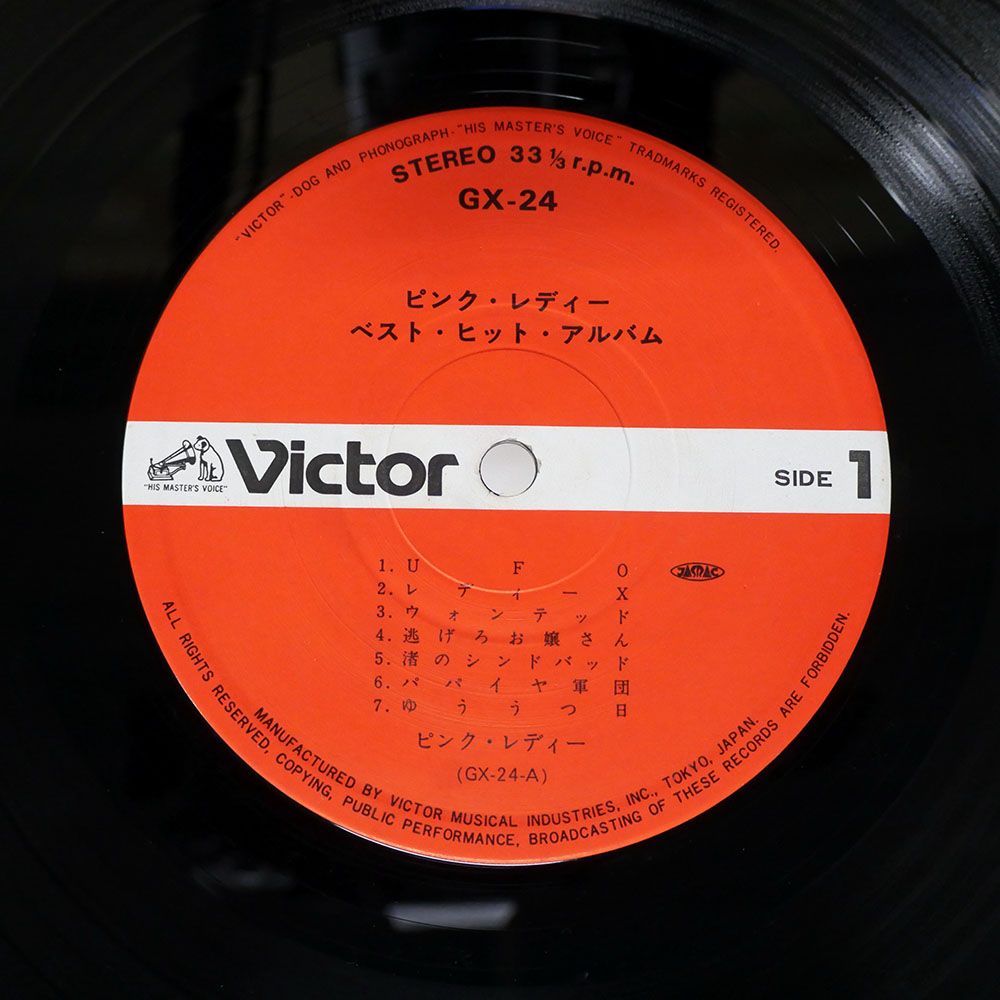 "VICTOR"-DOG AND PHONOGRAPH-"HIS MASTER'S VOICE" TRADMARKS REGISTERED.
STEREO 33 1/3 r.p.m.
GX-24
ピンク・レディー
ベスト・ヒット・アルバム
"HIS MASTER'S VOICE"
Victor
SIDE 1
1. U F O
JASRAC
2. レディーX
3. ウォンテッド
4. 逃げろお嬢さん
5. 渚のシンドバッド
6. パパイヤ軍団
7. ゆううつ日
ピンク・レディー
(GX-24-A)
MANUFACTURED BY VICTOR MUSICAL INDUSTRIES, INC., TOKYO, JAPAN.
ALL RIGHTS RESERVED, COPYING, PUBLIC PERFORMANCE, BROADCASTING OF THESE RECORDS ARE FORBIDDEN.